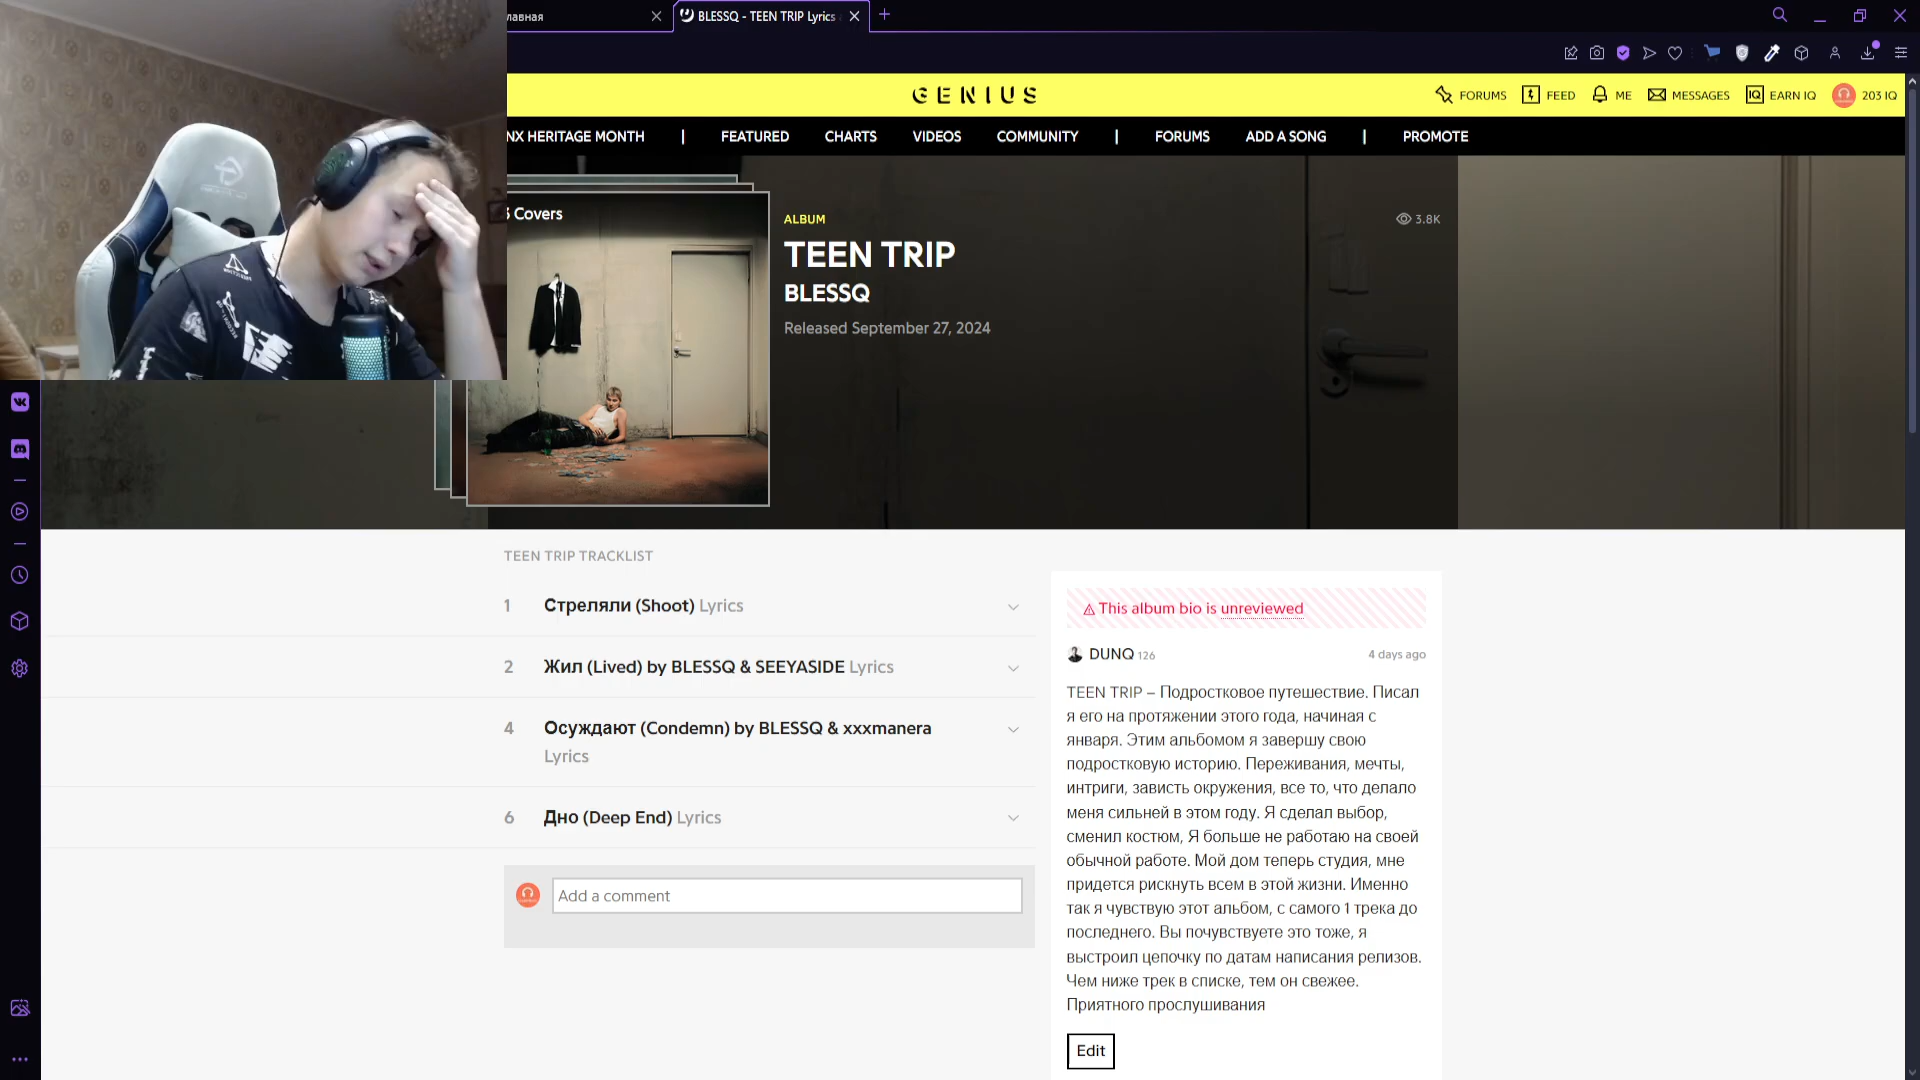 лавная
BLESSQ - TEEN TRIP Lyrics
GENIUS
FORUMS
FEED
ME
MESSAGES
IQ
EARN IQ
203 IQ
NX HERITAGE MONTH | FEATURED CHARTS VIDEOS COMMUNITY | FORUMS ADD A SONG | PROMOTE
3 Covers
ALBUM
3.8K
TEEN TRIP
BLESSQ
Released September 27, 2024
TEEN TRIP TRACKLIST
1 Стреляли (Shoot) Lyrics
2 Жил (Lived) by BLESSQ & SEEYASIDE Lyrics
4 Осуждают (Condemn) by BLESSQ & xxxmanera
Lyrics
6 Дно (Deep End) Lyrics
Add a comment
This album bio is unreviewed
DUNQ 126
4 days ago
TEEN TRIP – Подростковое путешествие. Писал
я его на протяжении этого года, начиная с
января. Этим альбомом я завершу свою
подростковую историю. Переживания, мечты,
интриги, зависть окружения, все то, что делало
меня сильней в этом году. Я сделал выбор,
сменил костюм, Я больше не работаю на своей
обычной работе. Мой дом теперь студия, мне
придется рискнуть всем в этой жизни. Именно
так я чувствую этот альбом, с самого 1 трека до
последнего. Вы почувствуете это тоже, я
выстроил цепочку по датам написания релизов.
Чем ниже трек в списке, тем он свежее.
Приятного прослушивания
Edit